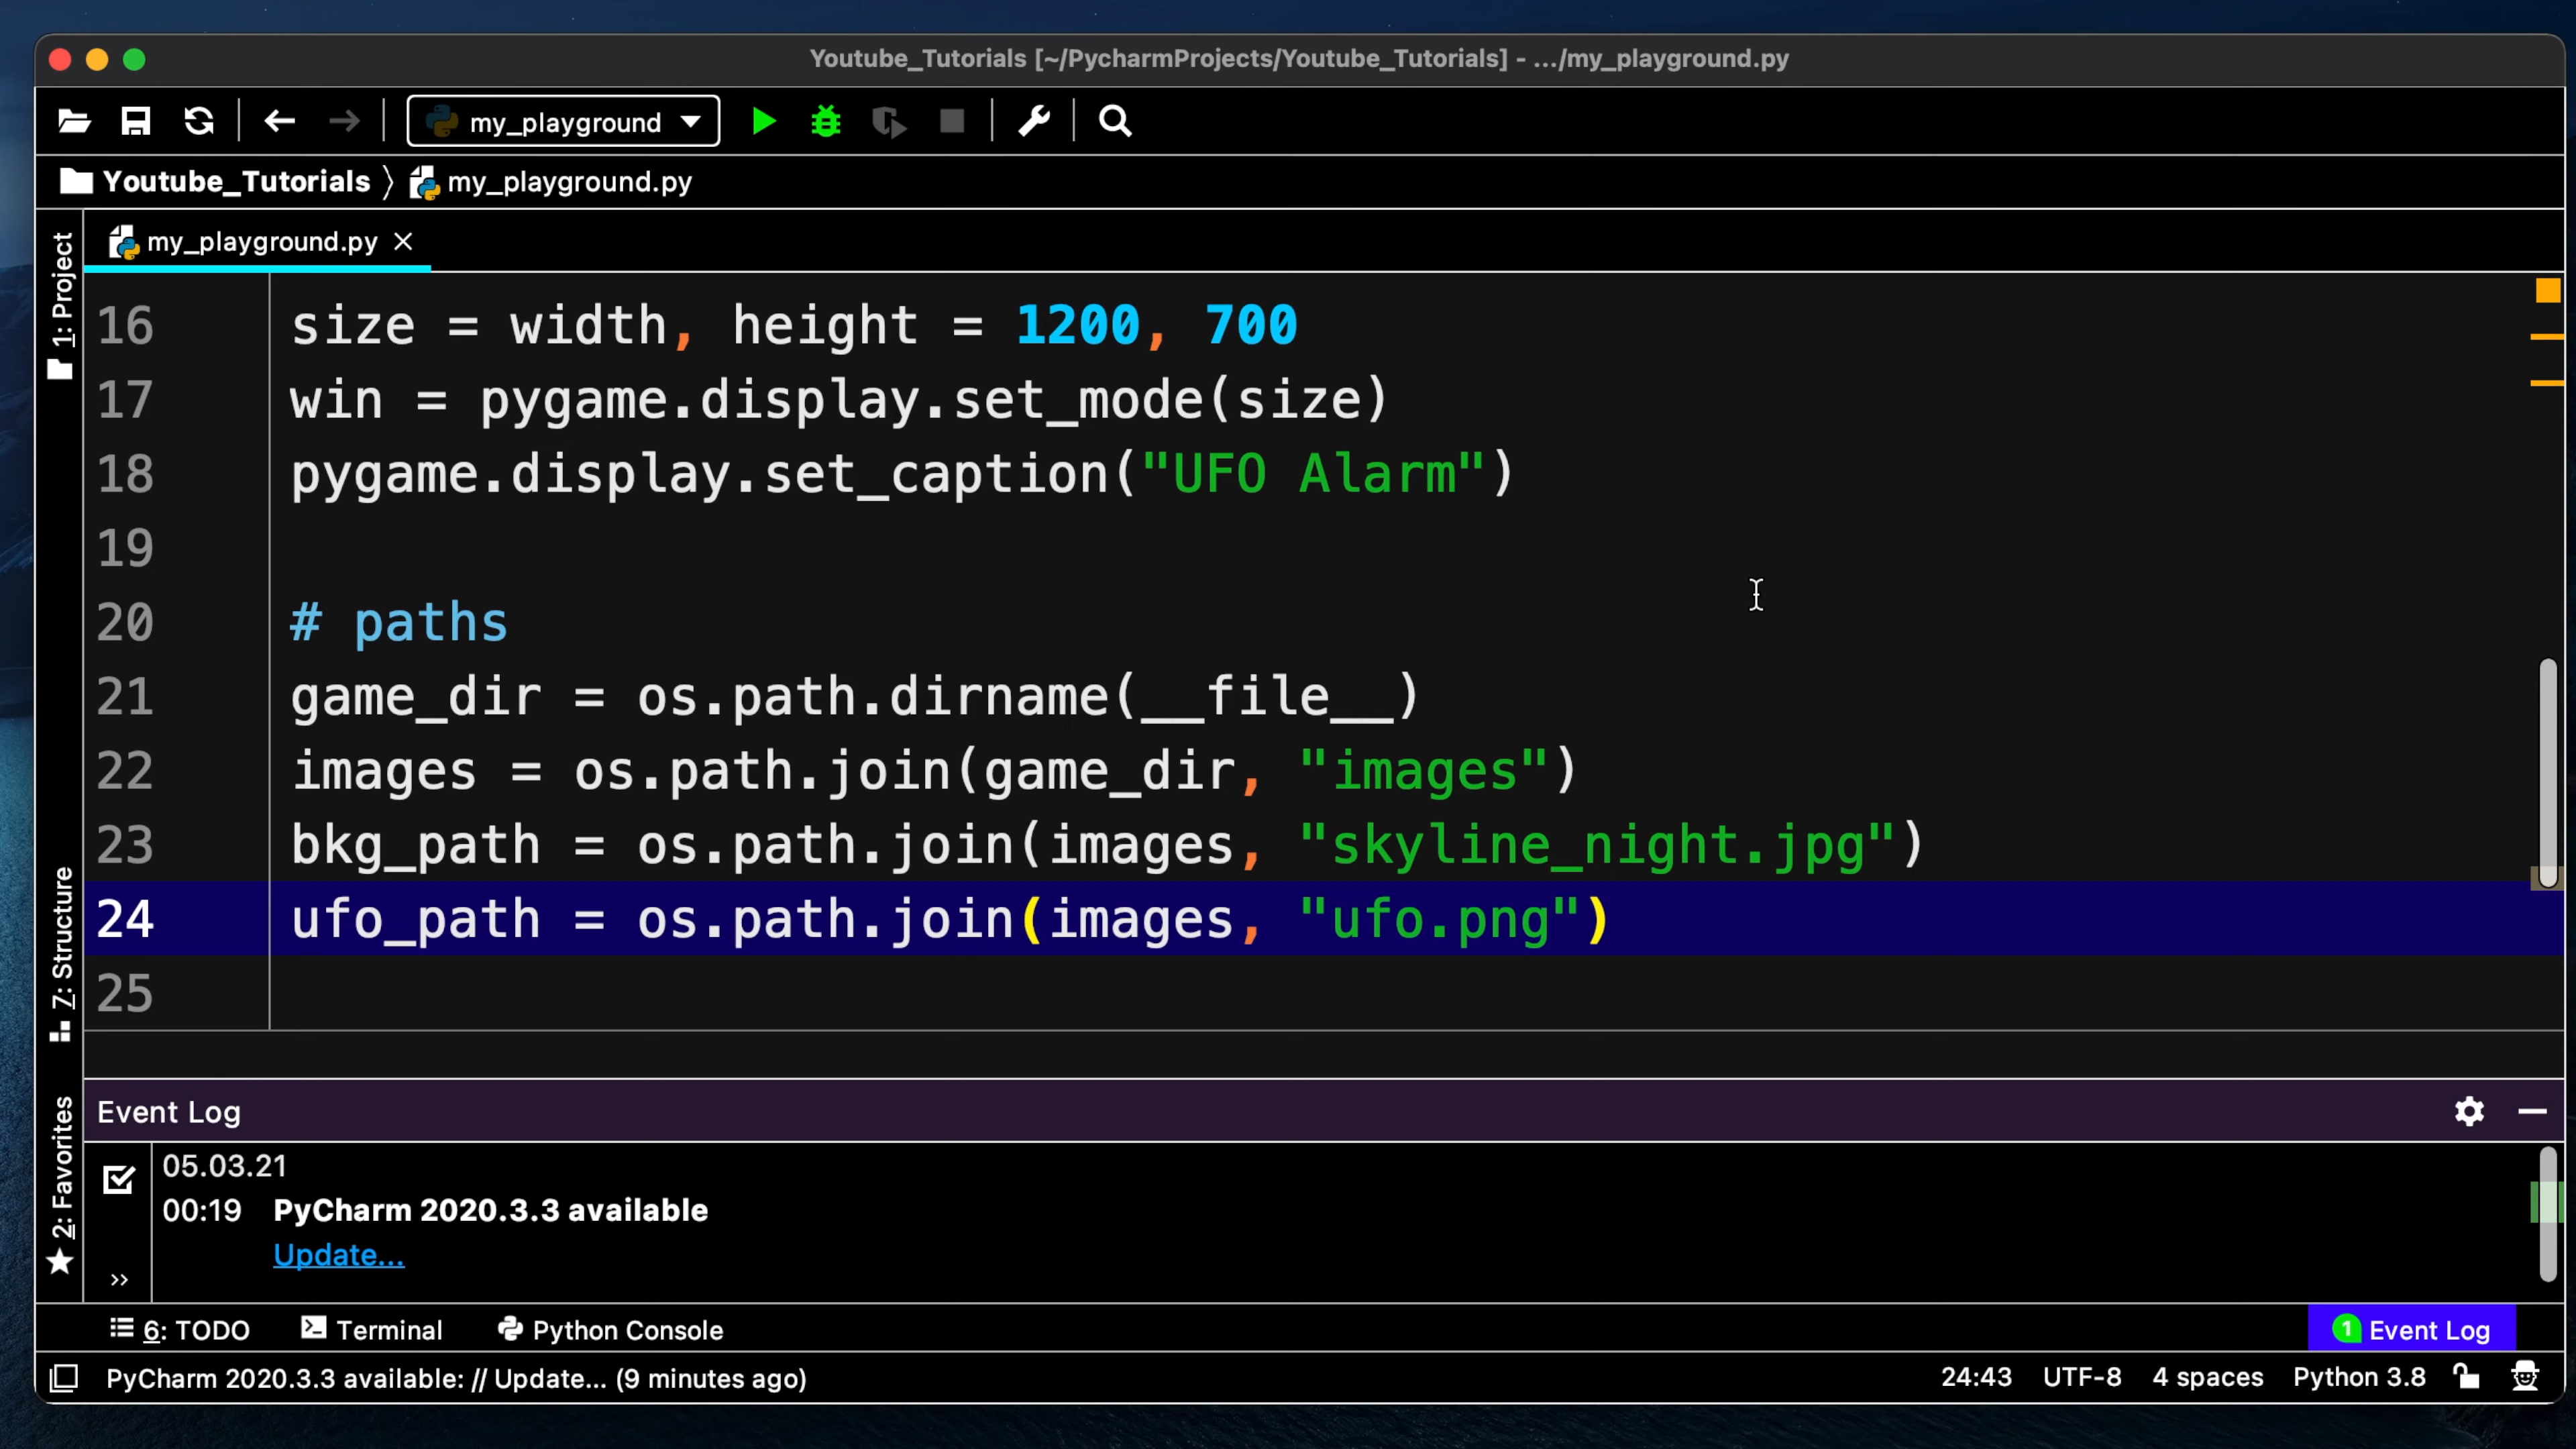 Youtube_Tutorials [~/PycharmProjects/Youtube_Tutorials] - .../my_playground.py
my_playground
Youtube_Tutorials 〉 my_playground.py
my_playground.py ×
1: Project
16 size = width, height = 1200, 700
17 win = pygame.display.set_mode(size)
18 pygame.display.set_caption("UFO Alarm")
19
20 # paths
21 game_dir = os.path.dirname(__file__)
22 images = os.path.join(game_dir, "images")
23 bkg_path = os.path.join(images, "skyline_night.jpg")
24 ufo_path = os.path.join(images, "ufo.png")
25
7: Structure
2: Favorites
Event Log
05.03.21
00:19 PyCharm 2020.3.3 available
Update...
6: TODO Terminal Python Console 1 Event Log
PyCharm 2020.3.3 available: // Update... (9 minutes ago) 24:43 UTF-8 4 spaces Python 3.8